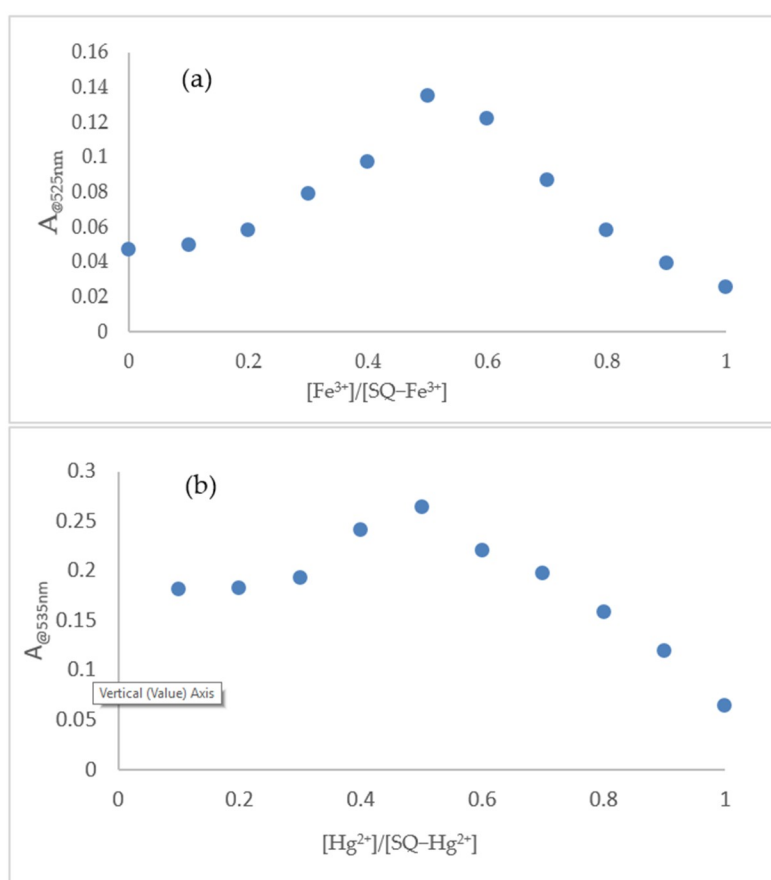 0.16
(a)
0.14
0.12
0.1
0.08
0.06
0.04
0.02
0
A@525nm
0 0.2 0.4 0.6 0.8 1
[Fe³⁺]/[SQ–Fe³⁺]
0.3
(b)
0.25
0.2
0.15
0.1
0.05
0
A@535nm
Vertical (Value) Axis
0 0.2 0.4 0.6 0.8 1
[Hg²⁺]/[SQ–Hg²⁺]